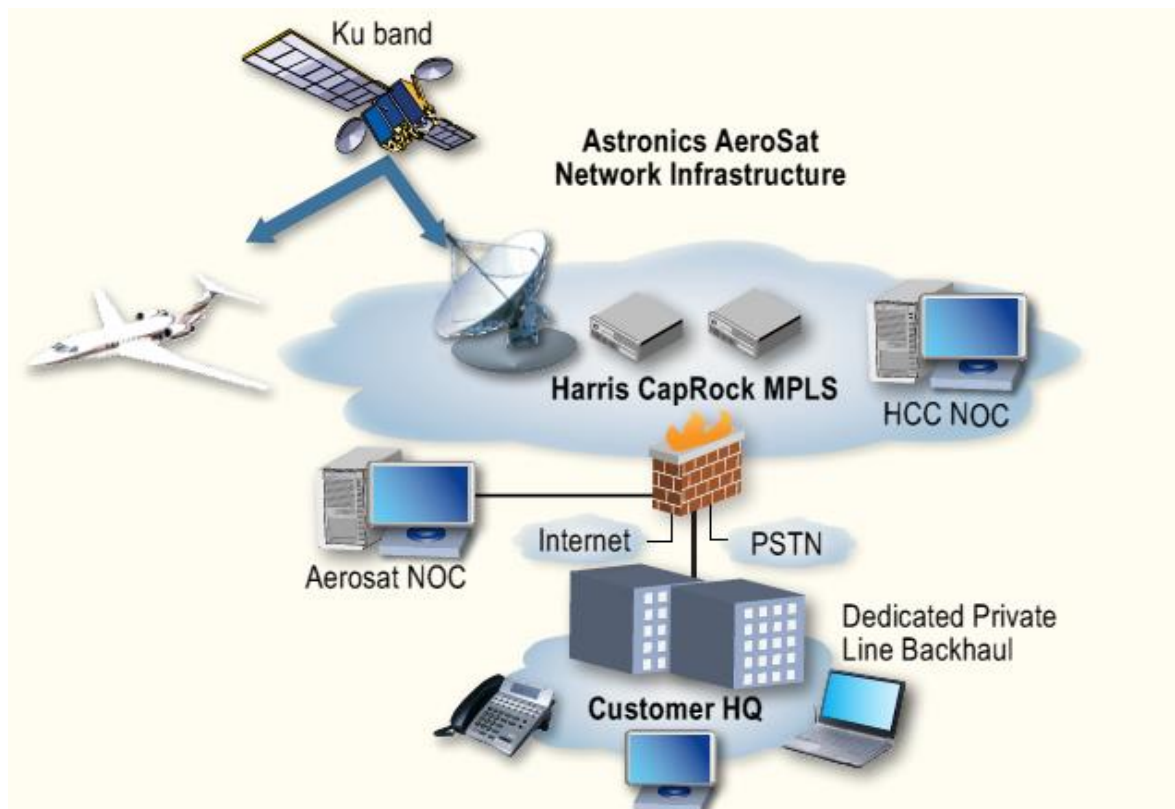 Ku band
Astronics AeroSat
Network Infrastructure
Harris CapRock MPLS
HCC NOC
Aerosat NOC
Internet
PSTN
Dedicated Private
Line Backhaul
Customer HQ